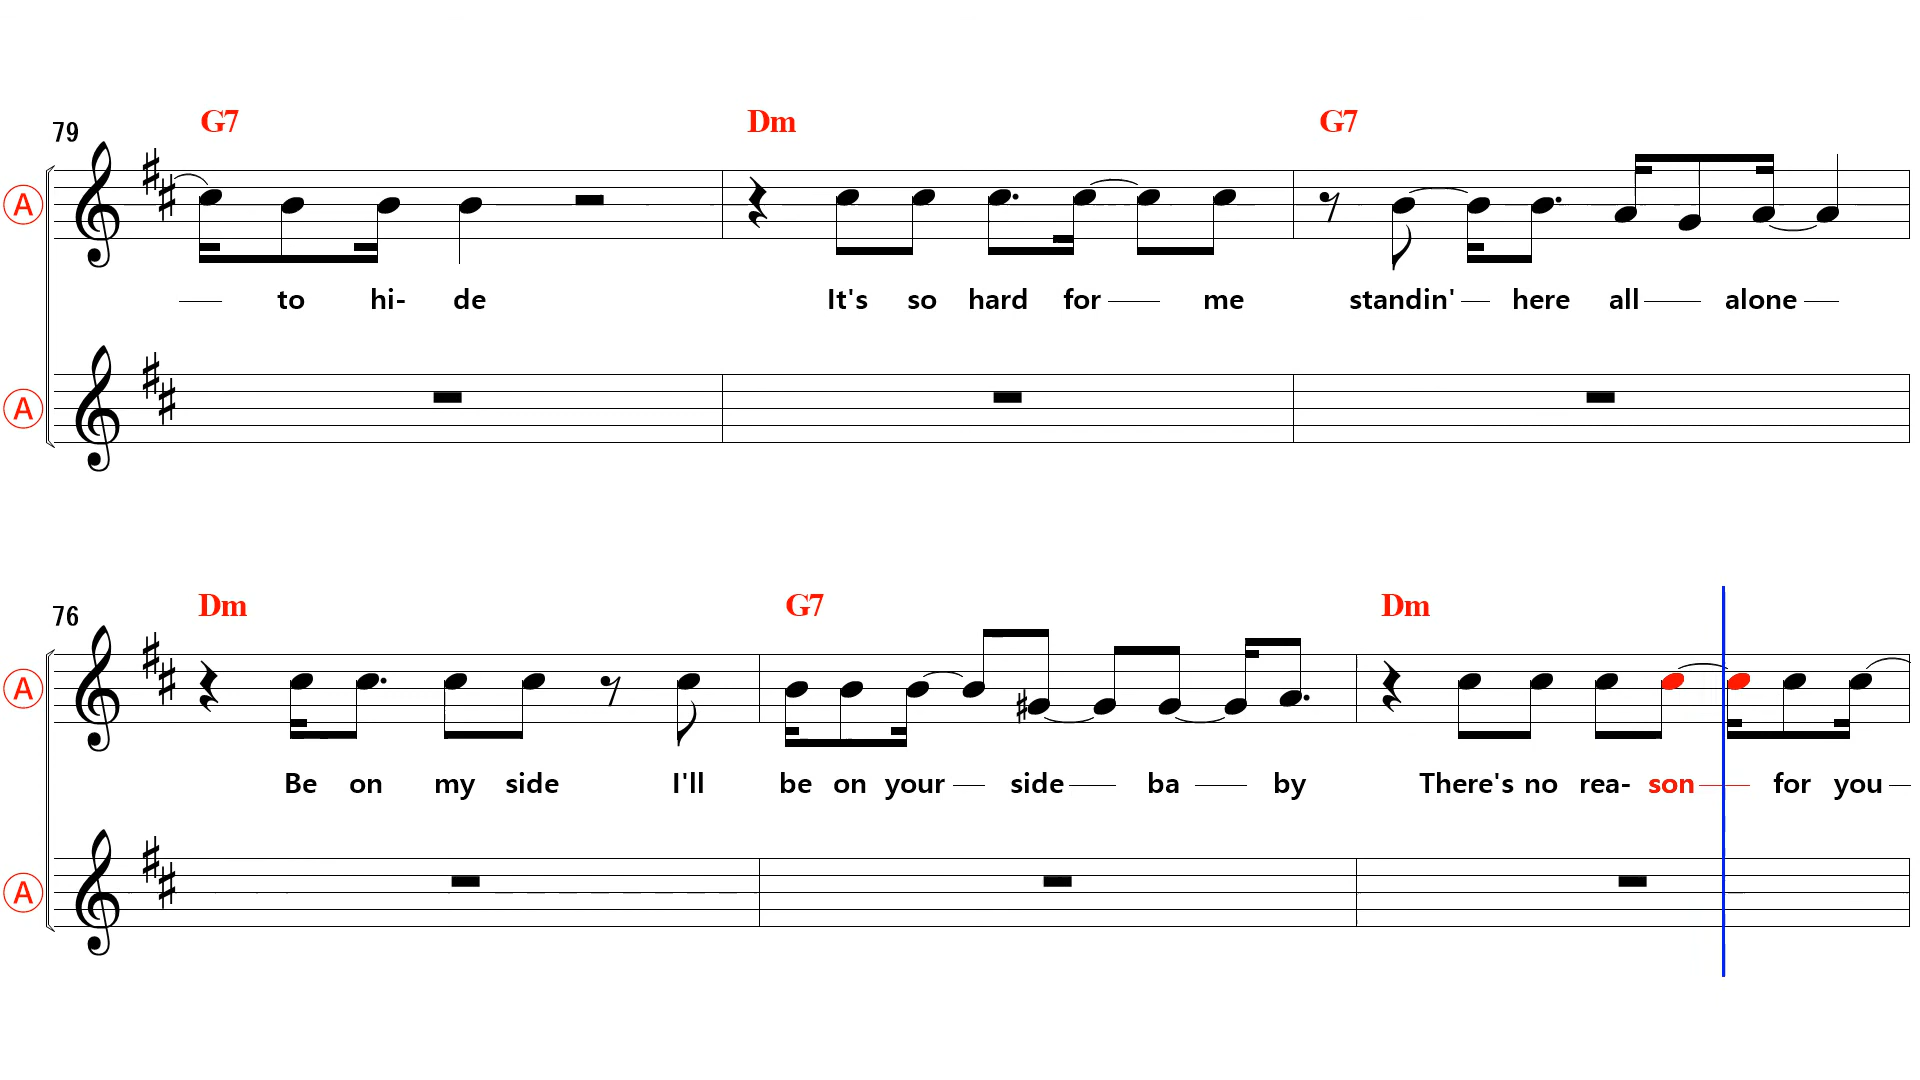 G7 Dm G7
79
A
to hi- de It's so hard for me standin' here all alone
A
Dm G7 Dm
76
A
Be on my side I'll be on your side ba by There's no rea- son for you
A